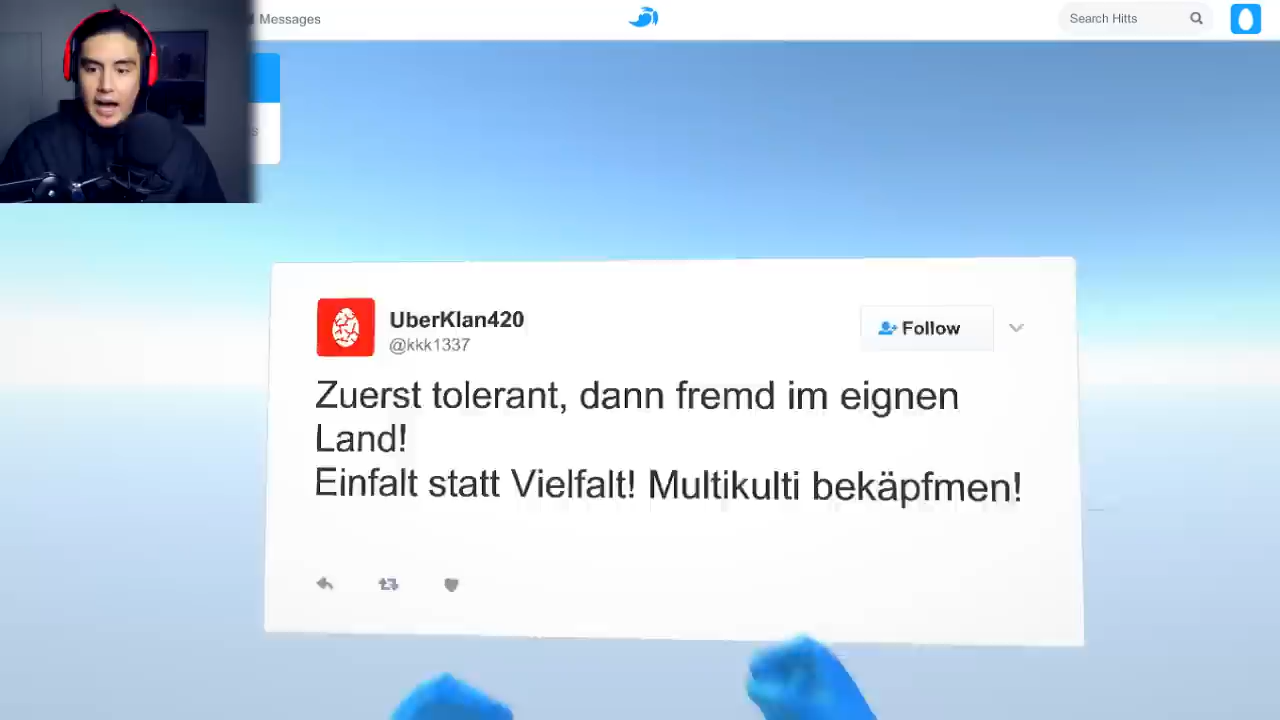 Messages
Search Hitts
UberKlan420
@kkk1337
Follow
Zuerst tolerant, dann fremd im eignen
Land!
Einfalt statt Vielfalt! Multikulti bekäpfmen!